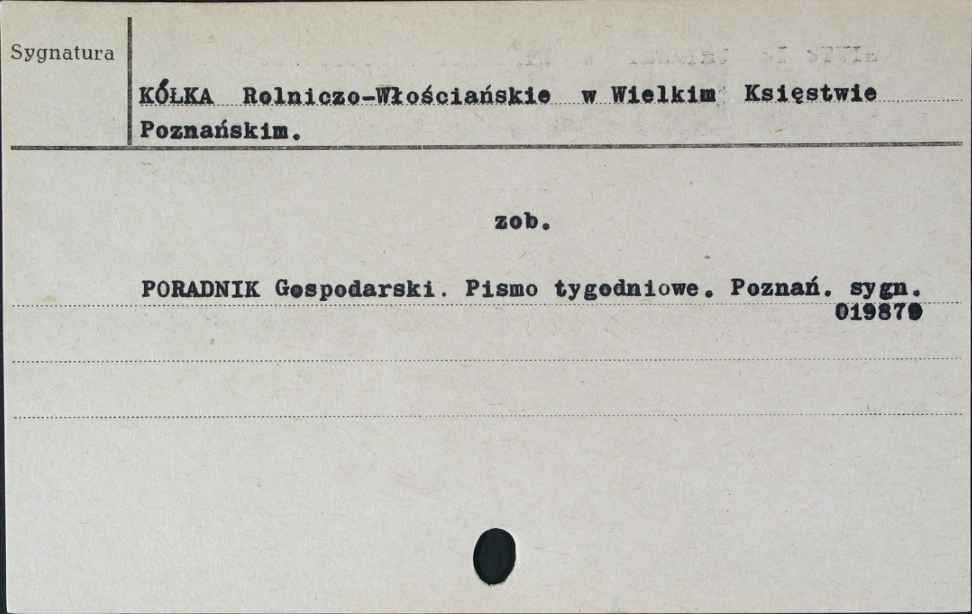 Sygnatura
KÓŁKA Rolniczo-Włościańskie w Wielkim Księstwie
Poznańskim.
zob.
PORADNIK Gospodarski. Pismo tygodniowe. Poznań. sygn.
019870